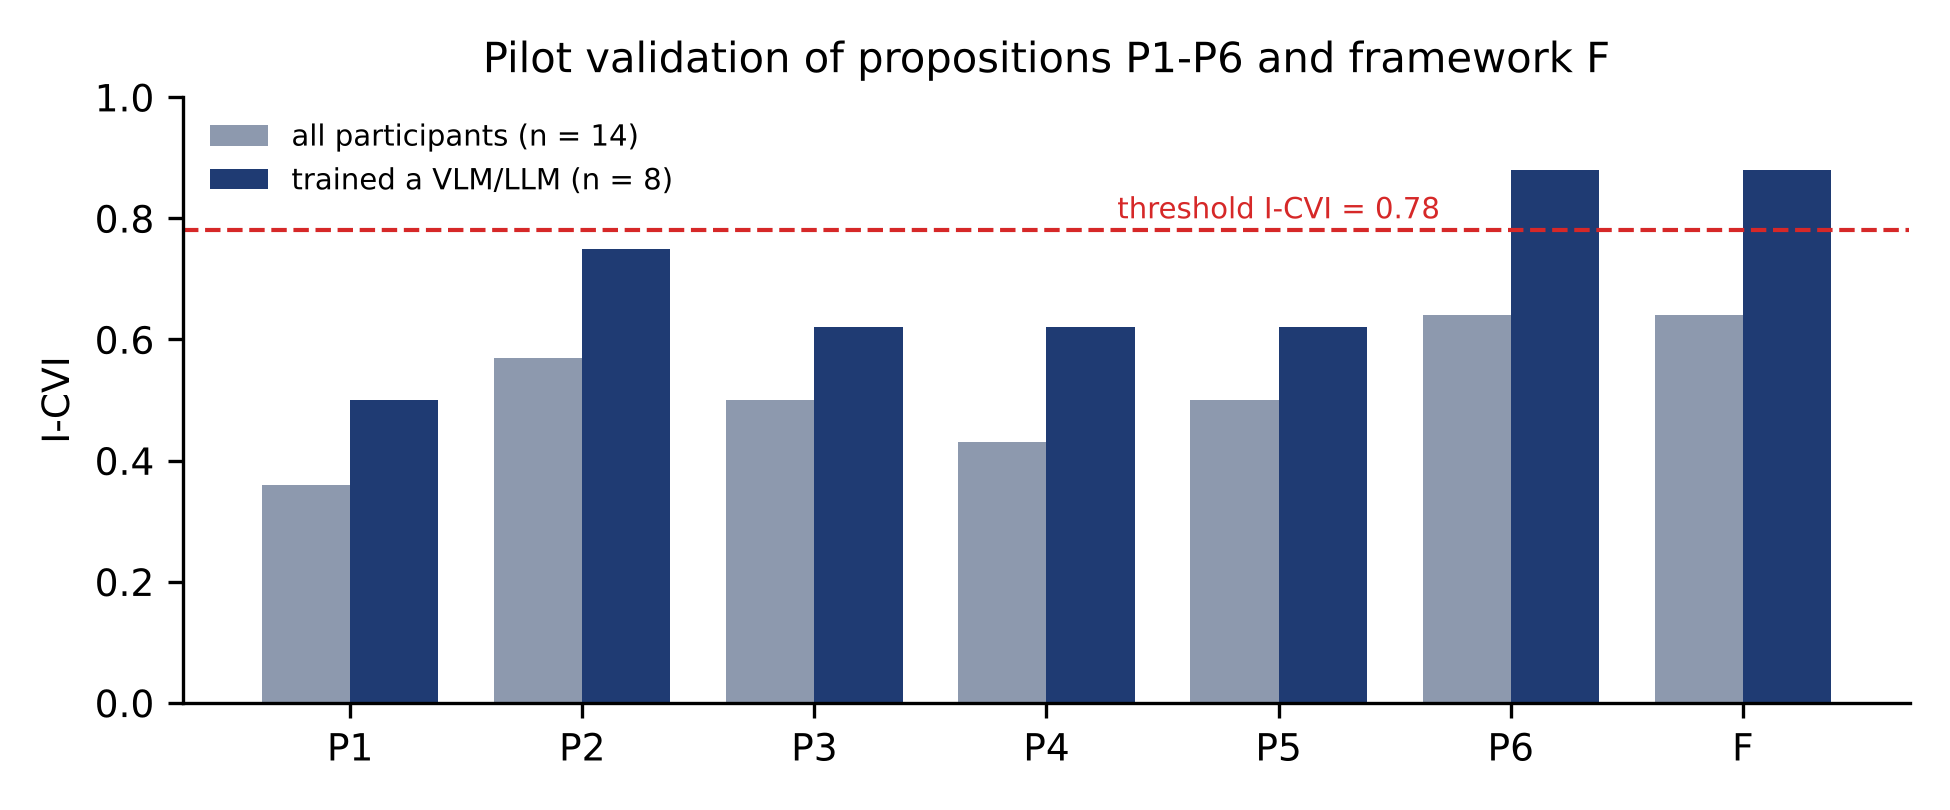 Pilot validation of propositions P1-P6 and framework F
1.0
0.8
0.6
0.4
0.2
0.0
I-CVI
all participants (n = 14)
trained a VLM/LLM (n = 8)
threshold I-CVI = 0.78
P1 P2 P3 P4 P5 P6 F